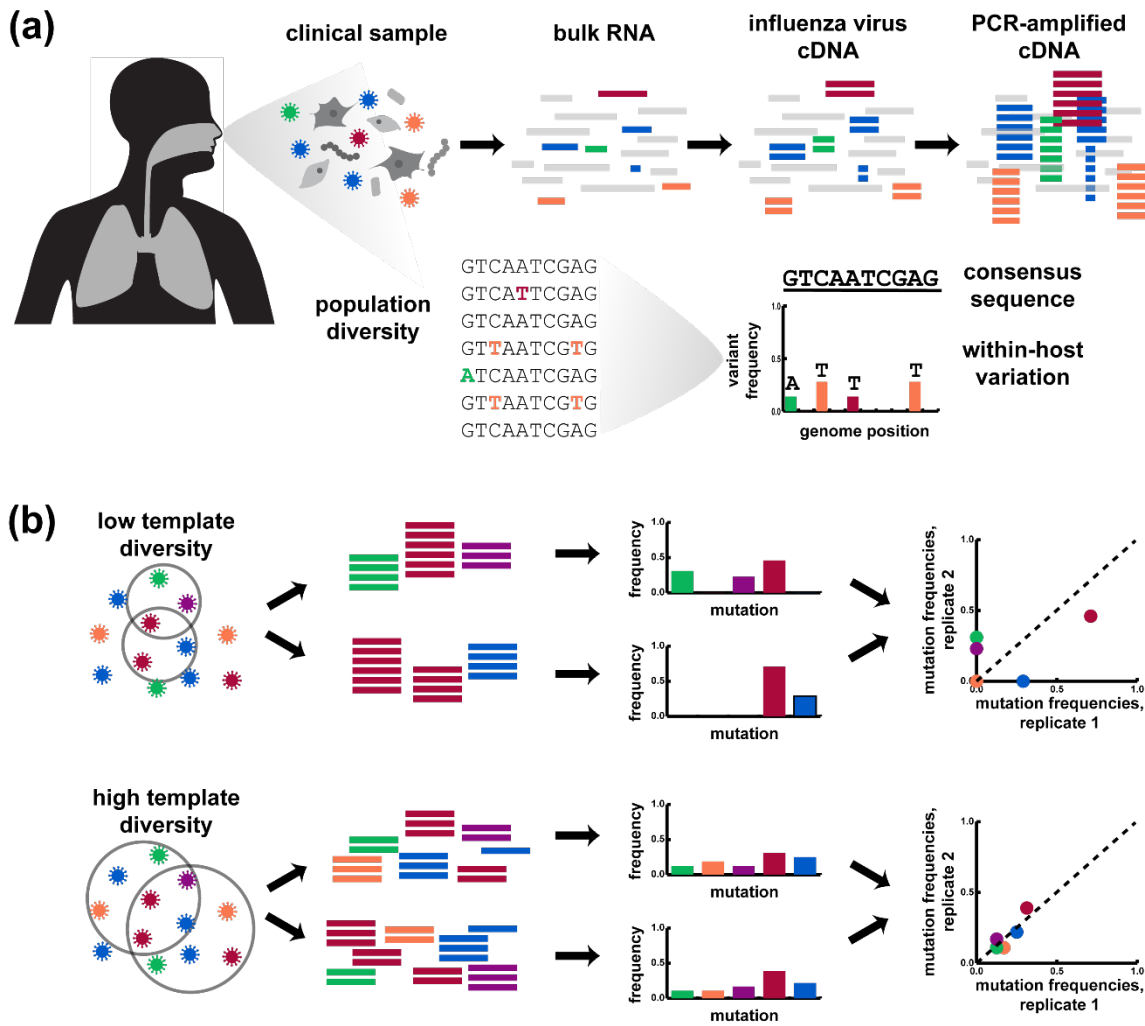 (a)
clinical sample
bulk RNA
influenza virus
cDNA
PCR-amplified
cDNA
population
diversity
GTCAATCGAG
GTCATTCGAG
GTCAATCGAG
GTTAATCGTG
ATCAATCGAG
GTTAATCGTG
GTCAATCGAG
GTCAATCGAG
consensus
sequence
within-host
variation
variant
frequency
1.0
0.5
0.0
A
T
T
T
genome position
(b)
low template
diversity
frequency
1.0
0.5
0.0
mutation
frequency
1.0
0.5
0.0
mutation
mutation frequencies,
replicate 2
1.0
0.5
0.0
0.0
0.5
1.0
mutation frequencies,
replicate 1
high template
diversity
frequency
1.0
0.5
0.0
mutation
frequency
1.0
0.5
0.0
mutation
mutation frequencies,
replicate 2
1.0
0.5
0.0
0.0
0.5
1.0
mutation frequencies,
replicate 1